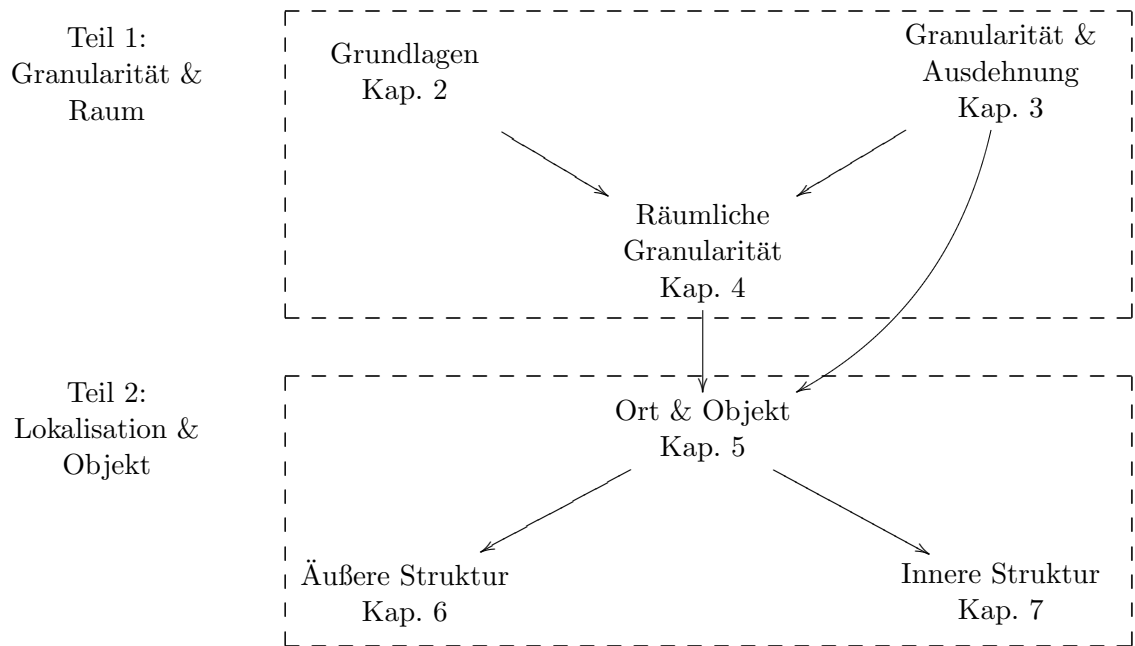 Teil 1:
Granularität &
Raum
Grundlagen
Kap. 2
Granularität &
Ausdehnung
Kap. 3
Räumliche
Granularität
Kap. 4
Teil 2:
Lokalisation &
Objekt
Ort & Objekt
Kap. 5
Äußere Struktur
Kap. 6
Innere Struktur
Kap. 7